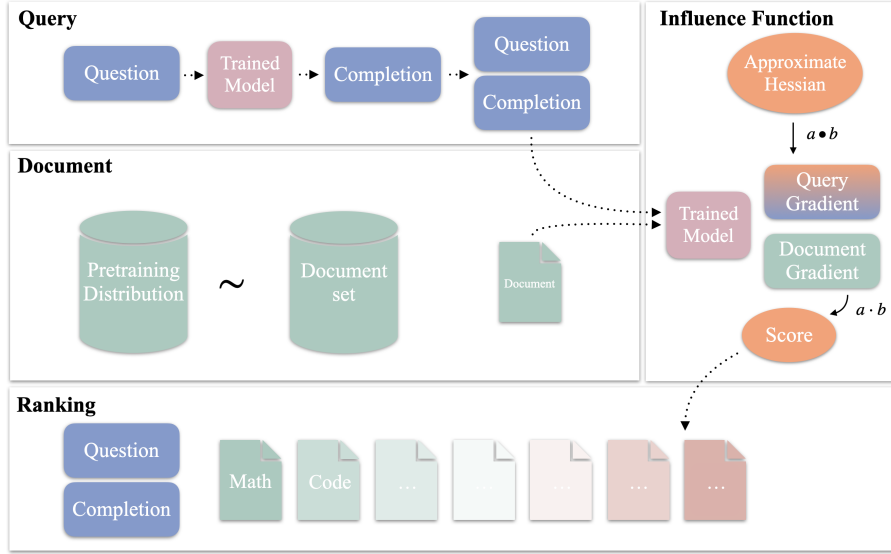 Query
Question
Trained
Model
Completion
Question
Completion
Document
Pretraining
Distribution
~
Document
set
Document
Influence Function
Approximate
Hessian
a • b
Query
Gradient
Trained
Model
Document
Gradient
a · b
Score
Ranking
Question
Completion
Math
Code
...
...
...
...